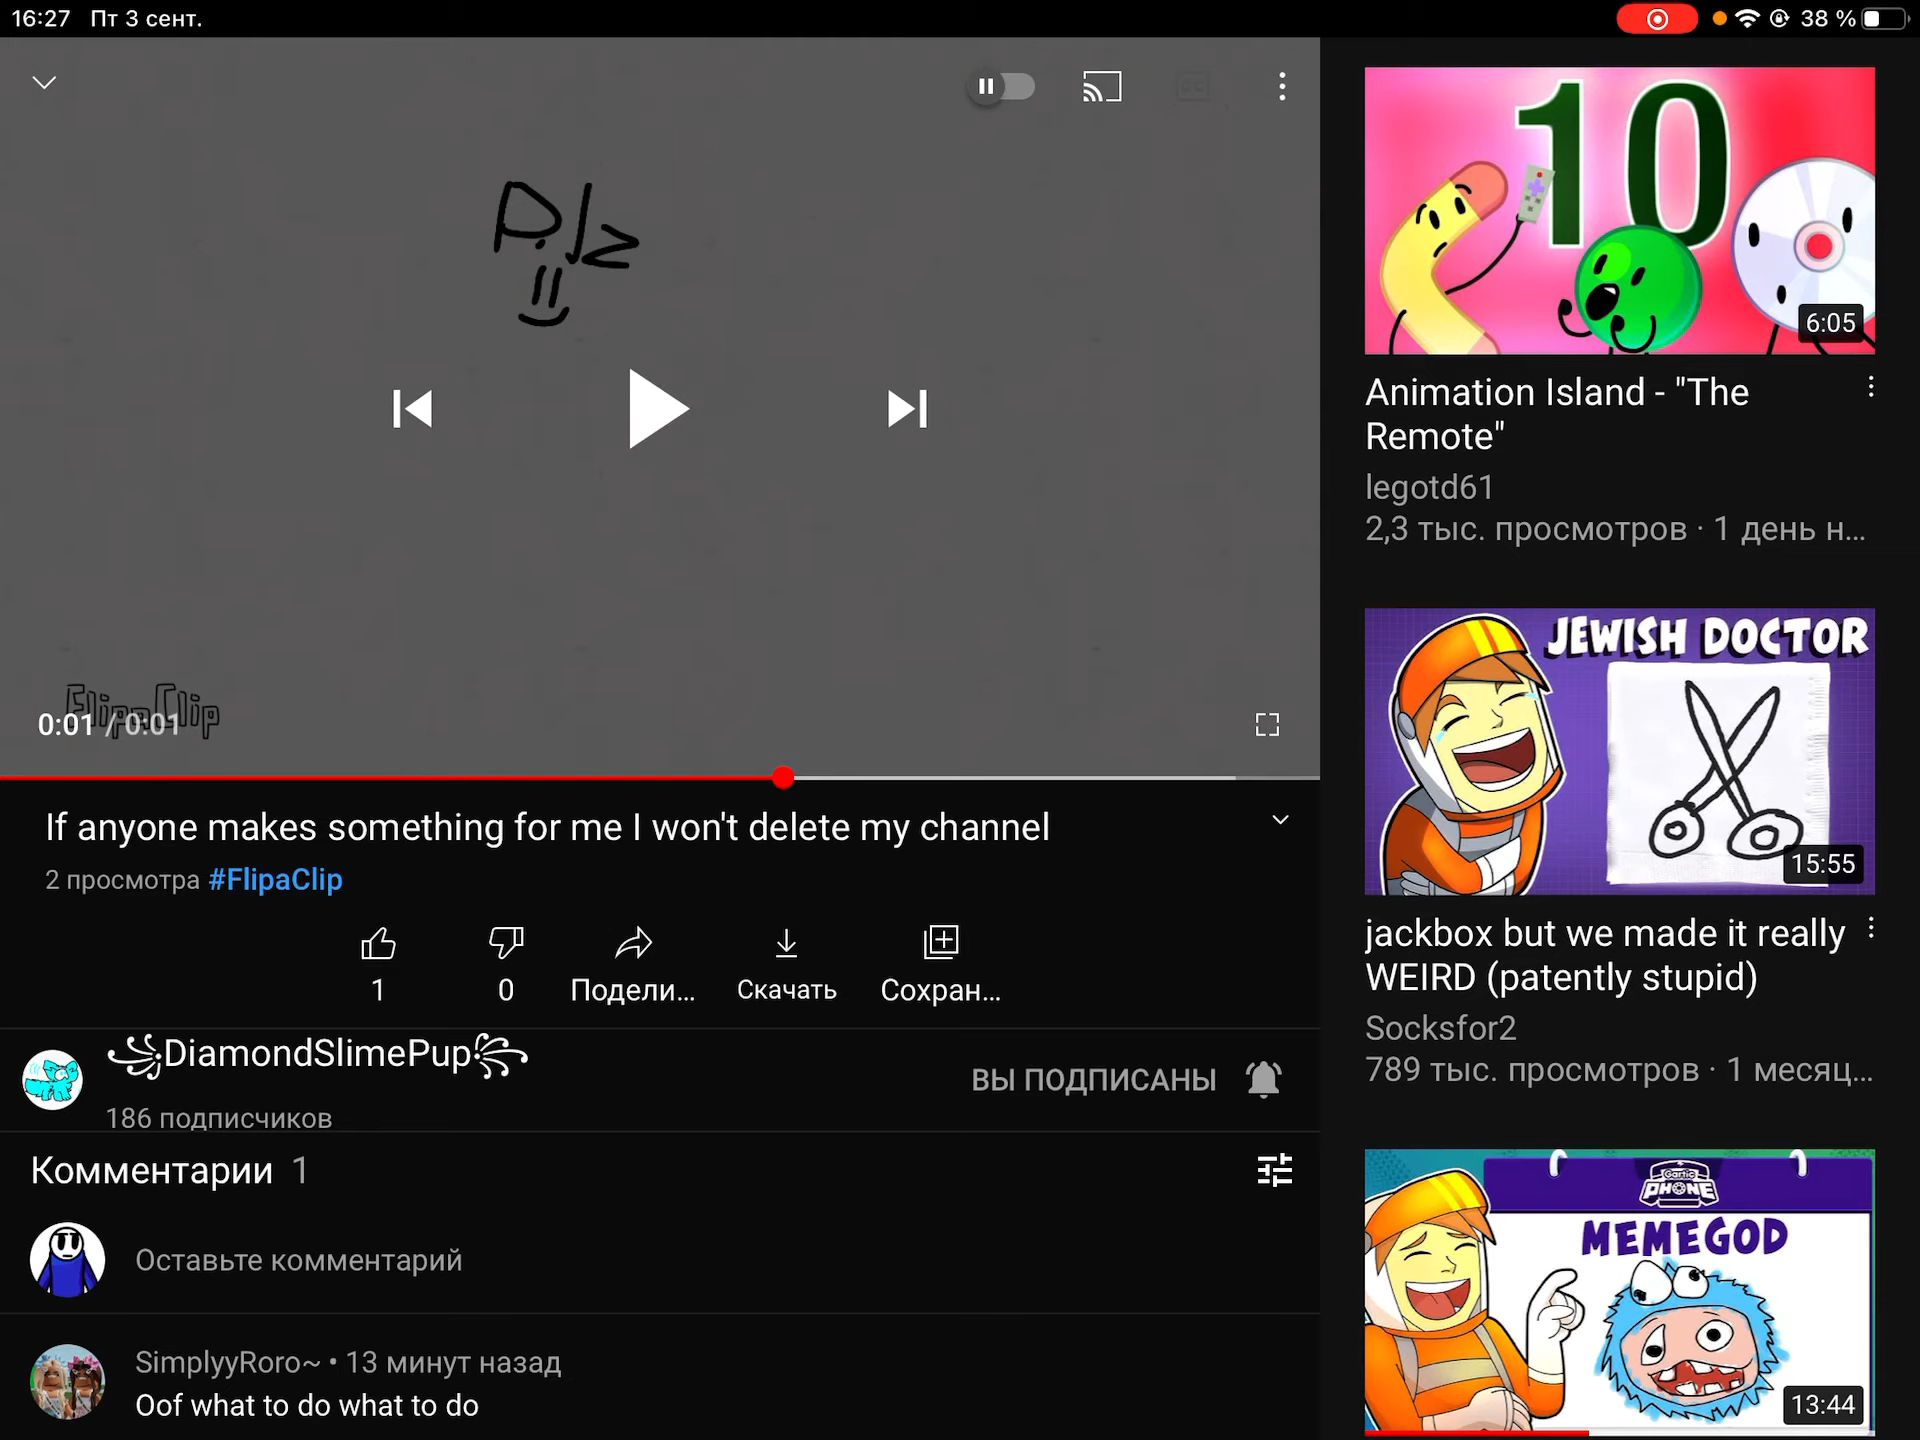 16:27 Пт 3 сент.
38 %
Plz
FlipaClip
0:01 / 0:01
If anyone makes something for me I won't delete my channel
2 просмотра #FlipaClip
1
0
Подели...
Скачать
Сохран...
꧁DiamondSlimePup꧂
186 подписчиков
ВЫ ПОДПИСАНЫ
Комментарии 1
Оставьте комментарий
SimplyyRoro~ • 13 минут назад
Oof what to do what to do
10
6:05
Animation Island - "The
Remote"
legotd61
2,3 тыс. просмотров · 1 день н...
JEWISH DOCTOR
15:55
jackbox but we made it really
WEIRD (patently stupid)
Socksfor2
789 тыс. просмотров · 1 месяц...
Gartic
PHONE
MEMEGOD
13:44